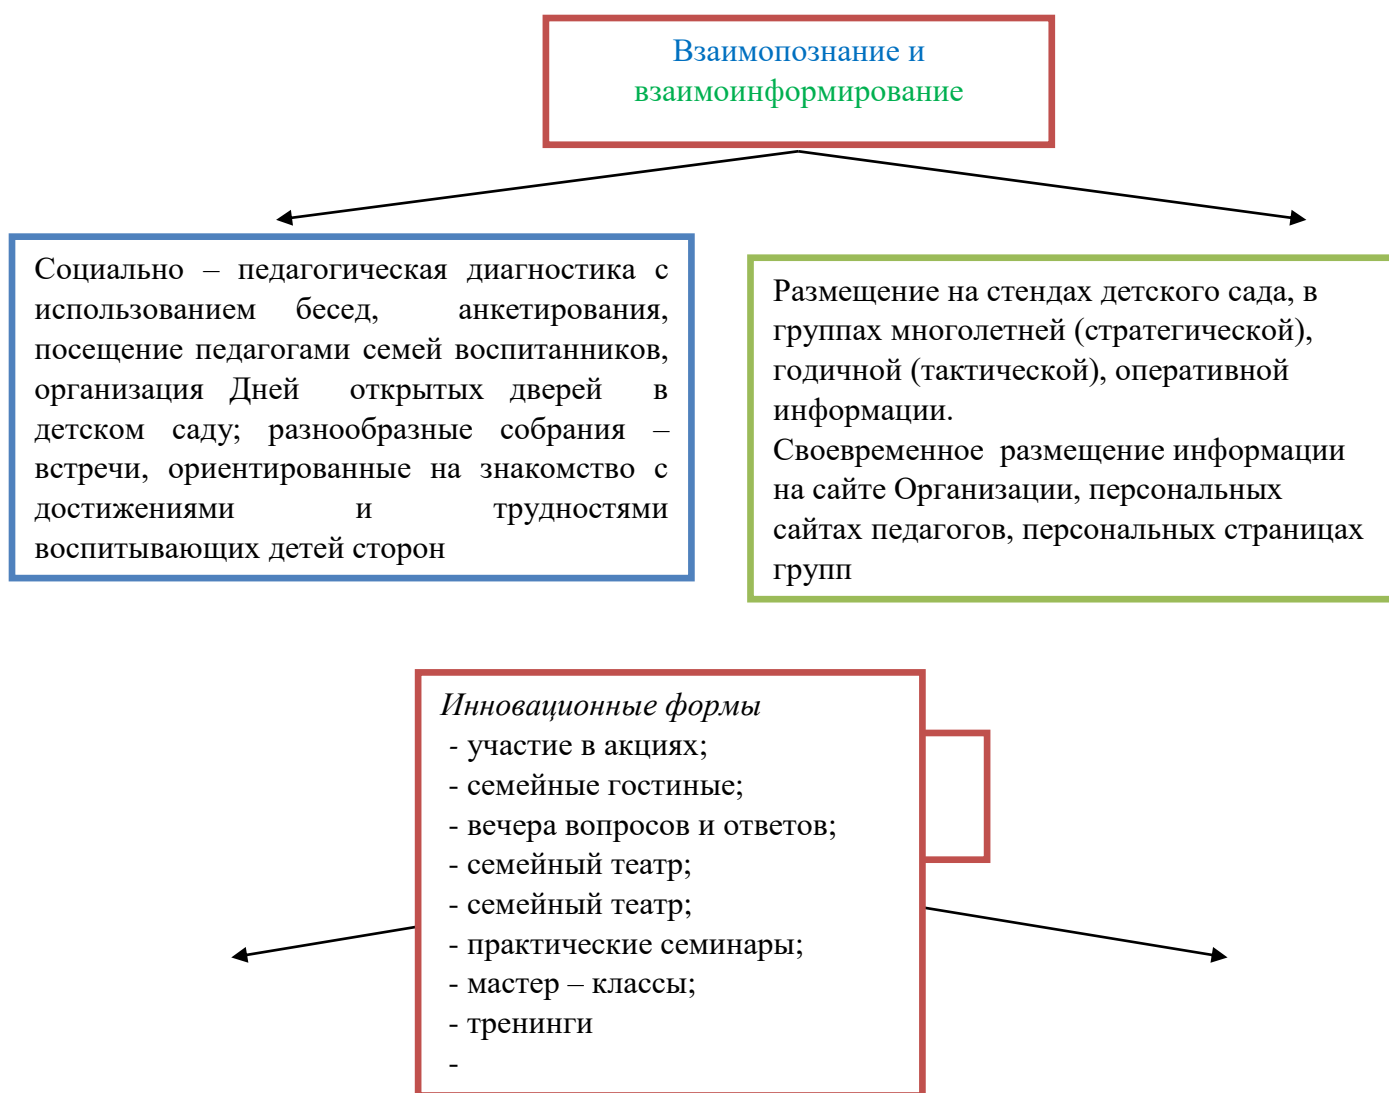 Взаимопознание и
взаимоинформирование
Социально – педагогическая диагностика с
использованием бесед, анкетирования,
посещение педагогами семей воспитанников,
организация Дней открытых дверей в
детском саду; разнообразные собрания –
встречи, ориентированные на знакомство с
достижениями и трудностями
воспитывающих детей сторон
Размещение на стендах детского сада, в
группах многолетней (стратегической),
годичной (тактической), оперативной
информации.
Своевременное размещение информации
на сайте Организации, персональных
сайтах педагогов, персональных страницах
групп
Инновационные формы
- участие в акциях;
- семейные гостиные;
- вечера вопросов и ответов;
- семейный театр;
- семейный театр;
- практические семинары;
- мастер – классы;
- тренинги
-